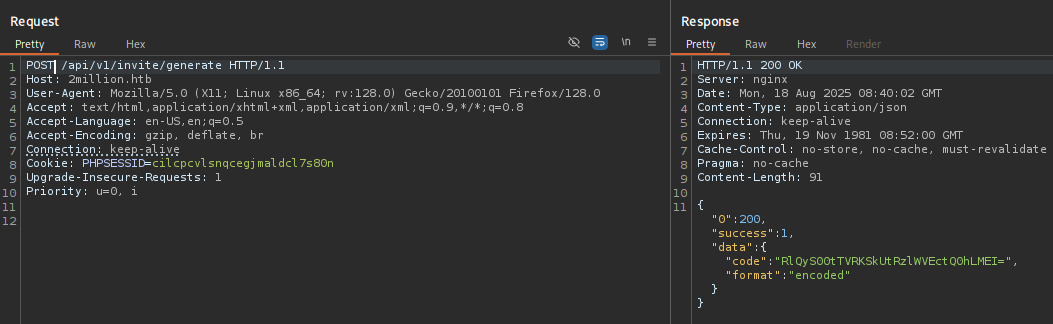 Request
Pretty Raw Hex
\n
1 POST /api/v1/invite/generate HTTP/1.1
2 Host: 2million.htb
3 User-Agent: Mozilla/5.0 (X11; Linux x86_64; rv:128.0) Gecko/20100101 Firefox/128.0
4 Accept: text/html,application/xhtml+xml,application/xml;q=0.9,*/*;q=0.8
5 Accept-Language: en-US,en;q=0.5
6 Accept-Encoding: gzip, deflate, br
7 Connection: keep-alive
8 Cookie: PHPSESSID=cilcpcvlsnqcegjmaldcl7s80n
9 Upgrade-Insecure-Requests: 1
10 Priority: u=0, i
11
12
Response
Pretty Raw Hex Render
1 HTTP/1.1 200 OK
2 Server: nginx
3 Date: Mon, 18 Aug 2025 08:40:02 GMT
4 Content-Type: application/json
5 Connection: keep-alive
6 Expires: Thu, 19 Nov 1981 08:52:00 GMT
7 Cache-Control: no-store, no-cache, must-revalidate
8 Pragma: no-cache
9 Content-Length: 91
10
11 {
"0":200,
"success":1,
"data":{
"code":"RlQyS00tTVRKSkUtRzlWVEctQ0hLMEI=",
"format":"encoded"
}
}